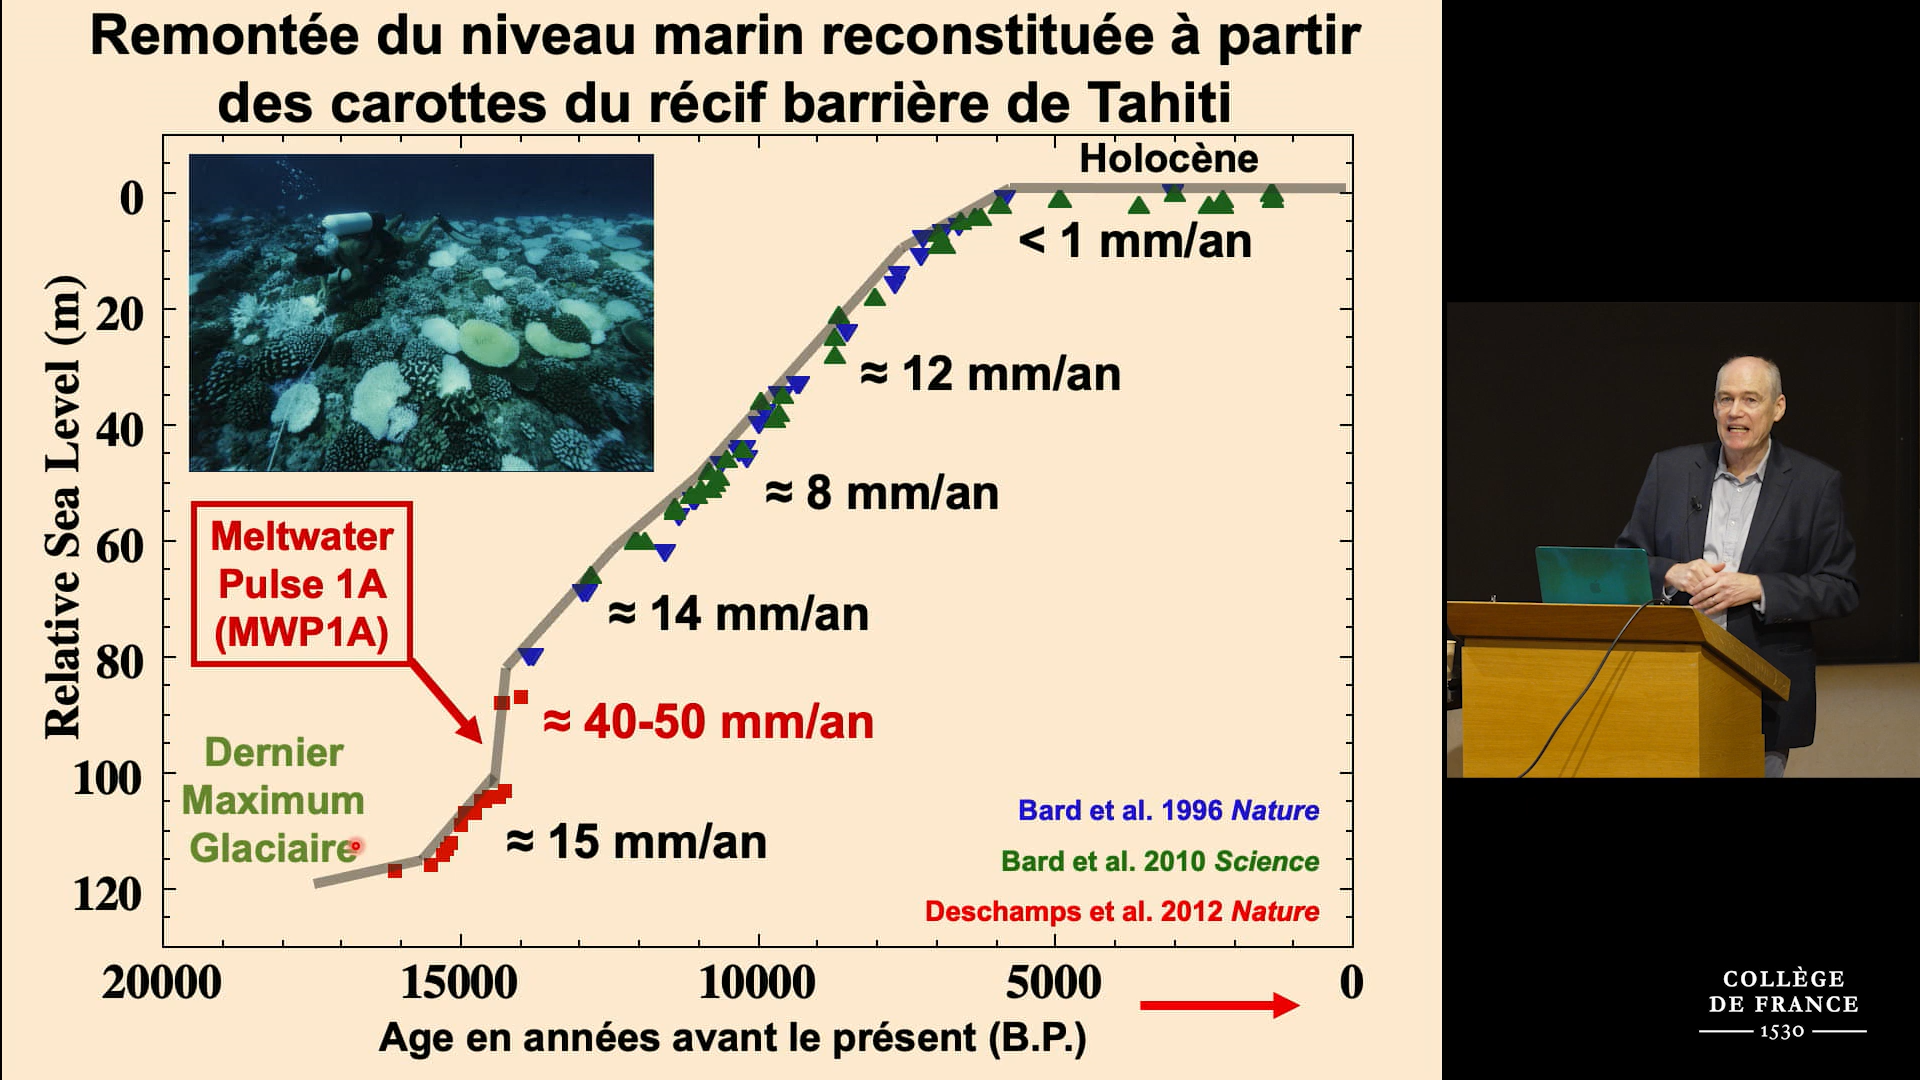 Remontée du niveau marin reconstituée à partir
des carottes du récif barrière de Tahiti
Relative Sea Level (m)
0
20
40
60
80
100
120
Holocène
< 1 mm/an
≈ 12 mm/an
≈ 8 mm/an
≈ 14 mm/an
≈ 40-50 mm/an
≈ 15 mm/an
Meltwater
Pulse 1A
(MWP1A)
Dernier
Maximum
Glaciaire
Bard et al. 1996 Nature
Bard et al. 2010 Science
Deschamps et al. 2012 Nature
20000
15000
10000
5000
0
Age en années avant le présent (B.P.)
COLLÈGE
DE FRANCE
1530